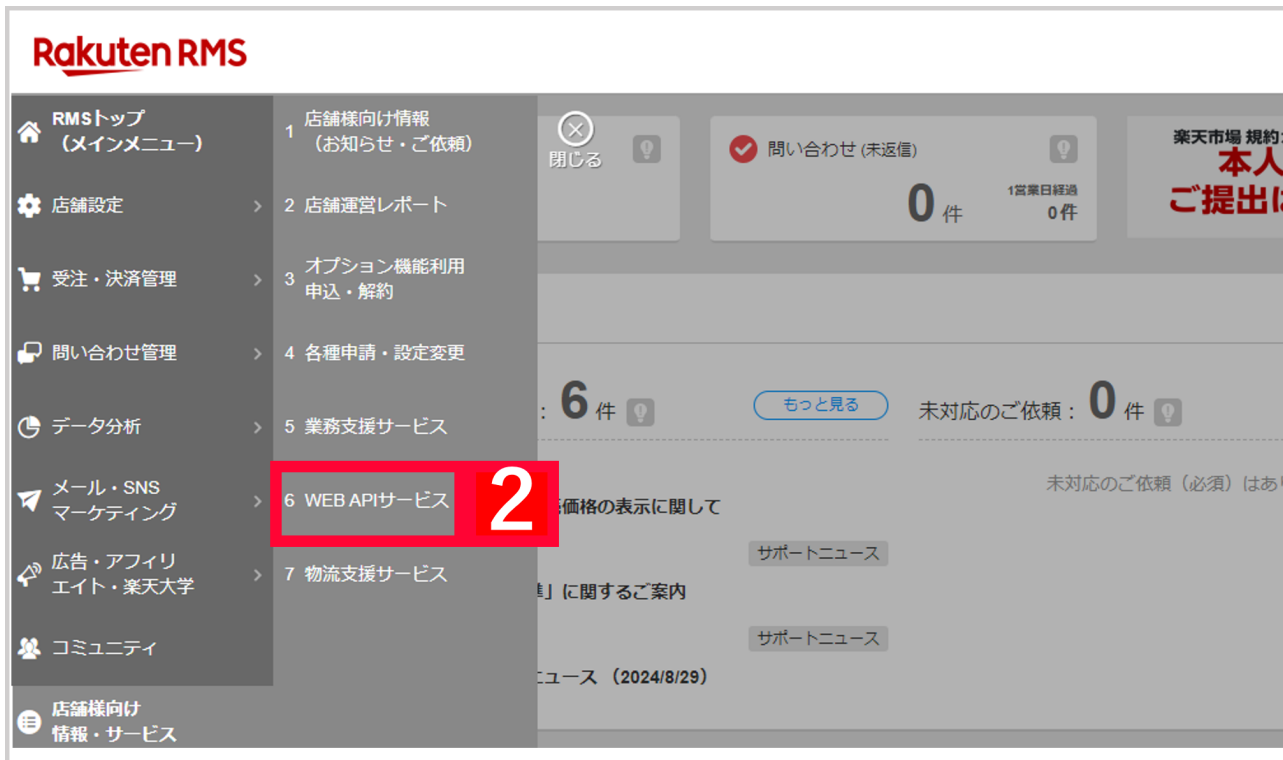 Rakuten RMS
RMSトップ
(メインメニュー)
店舗設定
受注・決済管理
問い合わせ管理
データ分析
メール・SNS
マーケティング
広告・アフィリ
エイト・楽天大学
コミュニティ
店舗様向け
情報・サービス
1 店舗様向け情報
(お知らせ・ご依頼)
2 店舗運営レポート
3 オプション機能利用
申込・解約
4 各種申請・設定変更
5 業務支援サービス
6 WEB APIサービス
2
7 物流支援サービス
閉じる
問い合わせ (未返信)
0 件
1営業日経過
0件
楽天市場 規約
本人
ご提出
: 6 件
もっと見る
未対応のご依頼 : 0 件
未対応のご依頼(必須)はあ
価格の表示に関して
サポートニュース
」に関するご案内
サポートニュース
ュース (2024/8/29)